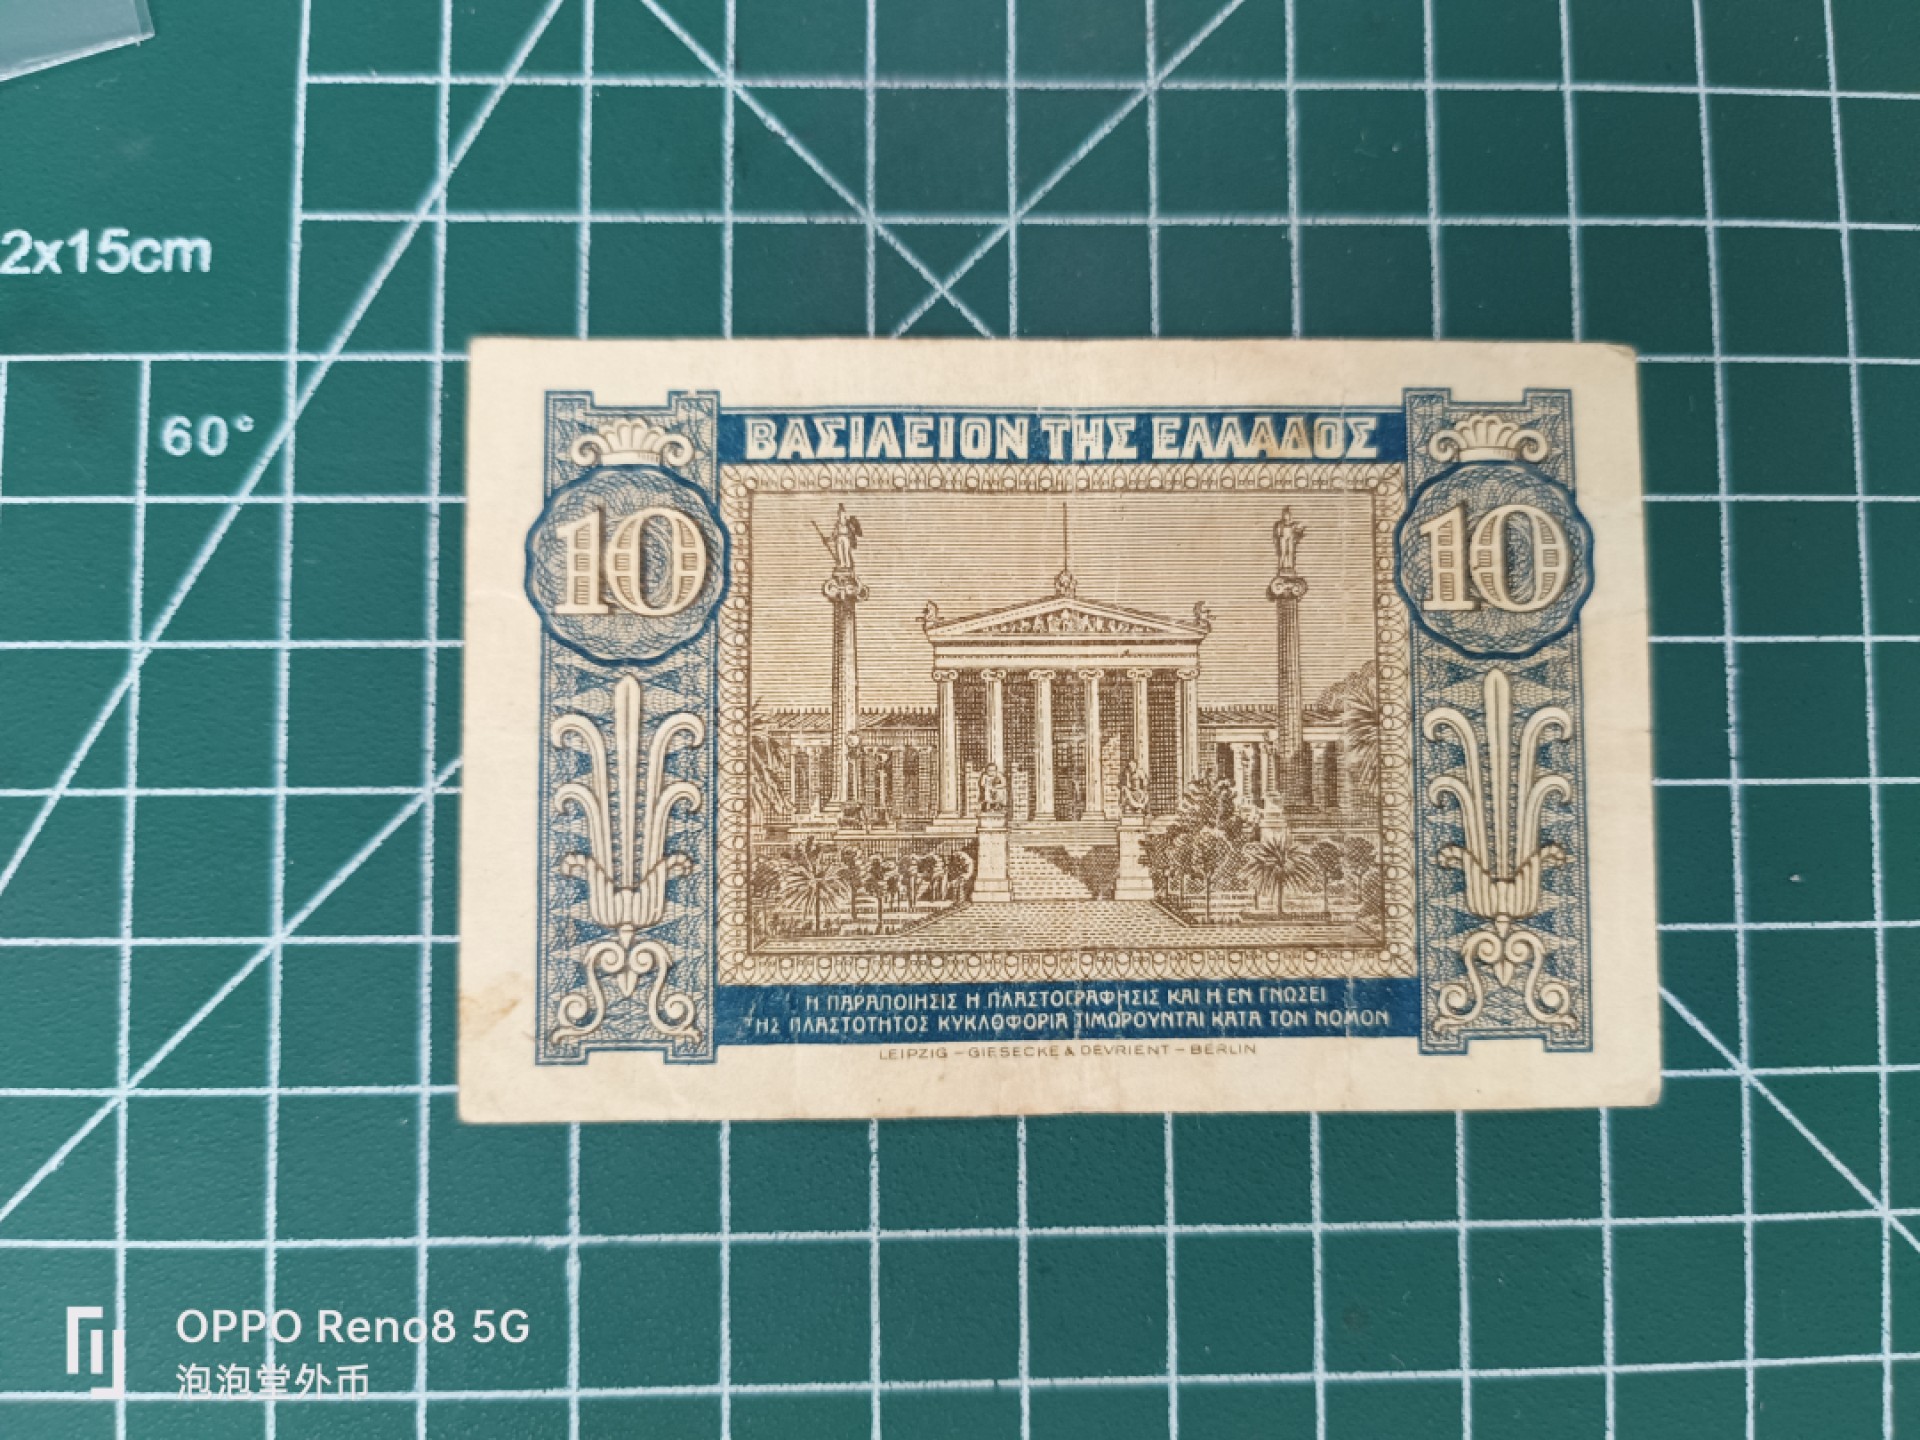 2x15cm
60°
ΒΑΣΙΛΕΙΟΝ ΤΗΣ ΕΛΛΑΔΟΣ
10
10
Η ΠΑΡΑΠΟΙΗΣΙΣ Η ΠΛΑΣΤΟΓΡΑΦΗΣΙΣ ΚΑΙ Η ΕΝ ΓΝΩΣΕΙ
ΤΗΣ ΠΛΑΣΤΟΤΗΤΟΣ ΚΥΚΛΟΦΟΡΙΑ ΤΙΜΩΡΟΥΝΤΑΙ ΚΑΤΑ ΤΟΝ ΝΟΜΟΝ
LEIPZIG – GIESECKE & DEVRIENT – BERLIN
OPPO Reno8 5G
泡泡堂外币